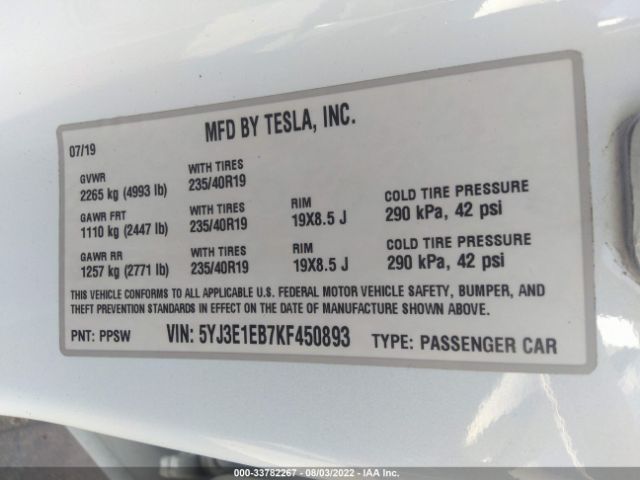 MFD BY TESLA, INC.
07/19
GVWR
2265 kg (4993 lb)
WITH TIRES
235/40R19
GAWR FRT
1110 kg (2447 lb)
WITH TIRES
235/40R19
RIM
19X8.5 J
COLD TIRE PRESSURE
290 kPa, 42 psi
GAWR RR
1257 kg (2771 lb)
WITH TIRES
235/40R19
RIM
19X8.5 J
COLD TIRE PRESSURE
290 kPa, 42 psi
THIS VEHICLE CONFORMS TO ALL APPLICABLE U.S. FEDERAL MOTOR VEHICLE SAFETY, BUMPER, AND
THEFT PREVENTION STANDARDS IN EFFECT ON THE DATE OF MANUFACTURE SHOWN ABOVE.
PNT: PPSW
VIN: 5YJ3E1EB7KF450893
TYPE: PASSENGER CAR
000-33782267 - 08/03/2022 - IAA Inc.